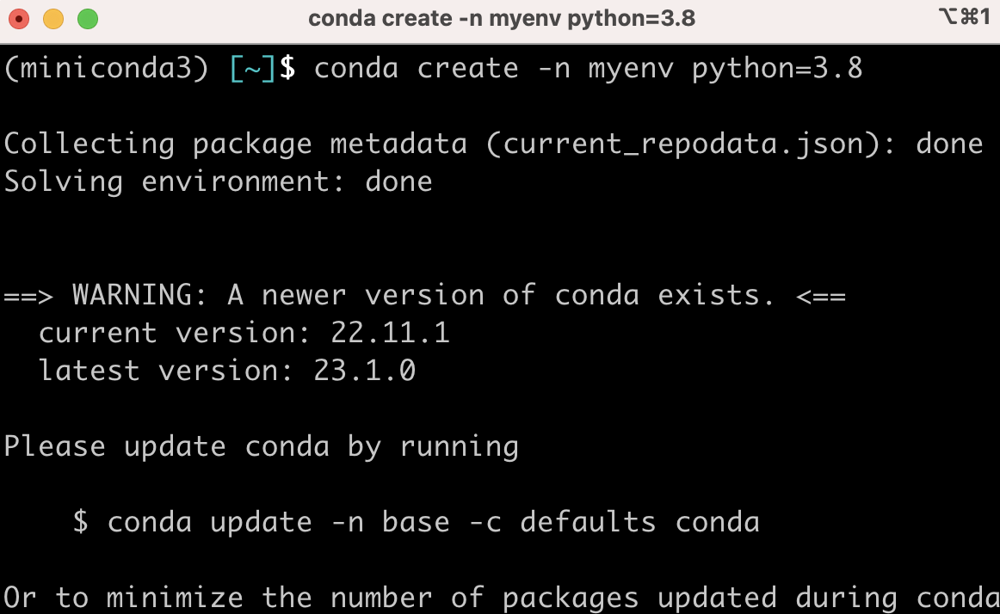 conda create -n myenv python=3.8 ⌥⌘1
(miniconda3) [~]$ conda create -n myenv python=3.8
Collecting package metadata (current_repodata.json): done
Solving environment: done
==> WARNING: A newer version of conda exists. <==
  current version: 22.11.1
  latest version: 23.1.0
Please update conda by running
    $ conda update -n base -c defaults conda
Or to minimize the number of packages updated during conda